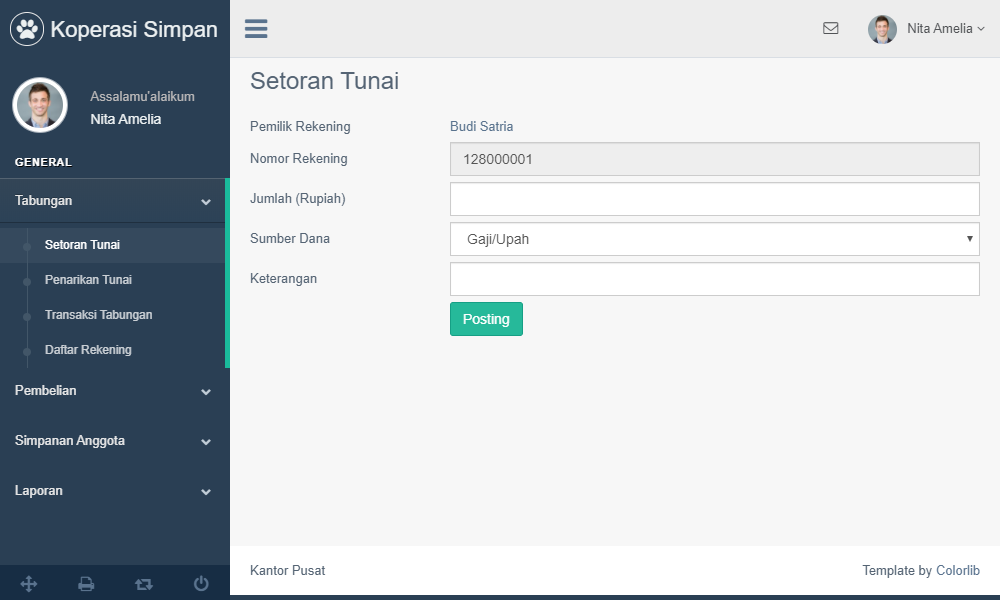 Koperasi Simpan
Nita Amelia
Assalamu'alaikum
Nita Amelia
GENERAL
Tabungan
Setoran Tunai
Penarikan Tunai
Transaksi Tabungan
Daftar Rekening
Pembelian
Simpanan Anggota
Laporan
Setoran Tunai
Pemilik Rekening Budi Satria
Nomor Rekening 128000001
Jumlah (Rupiah)
Sumber Dana Gaji/Upah
Keterangan
Posting
Kantor Pusat Template by Colorlib